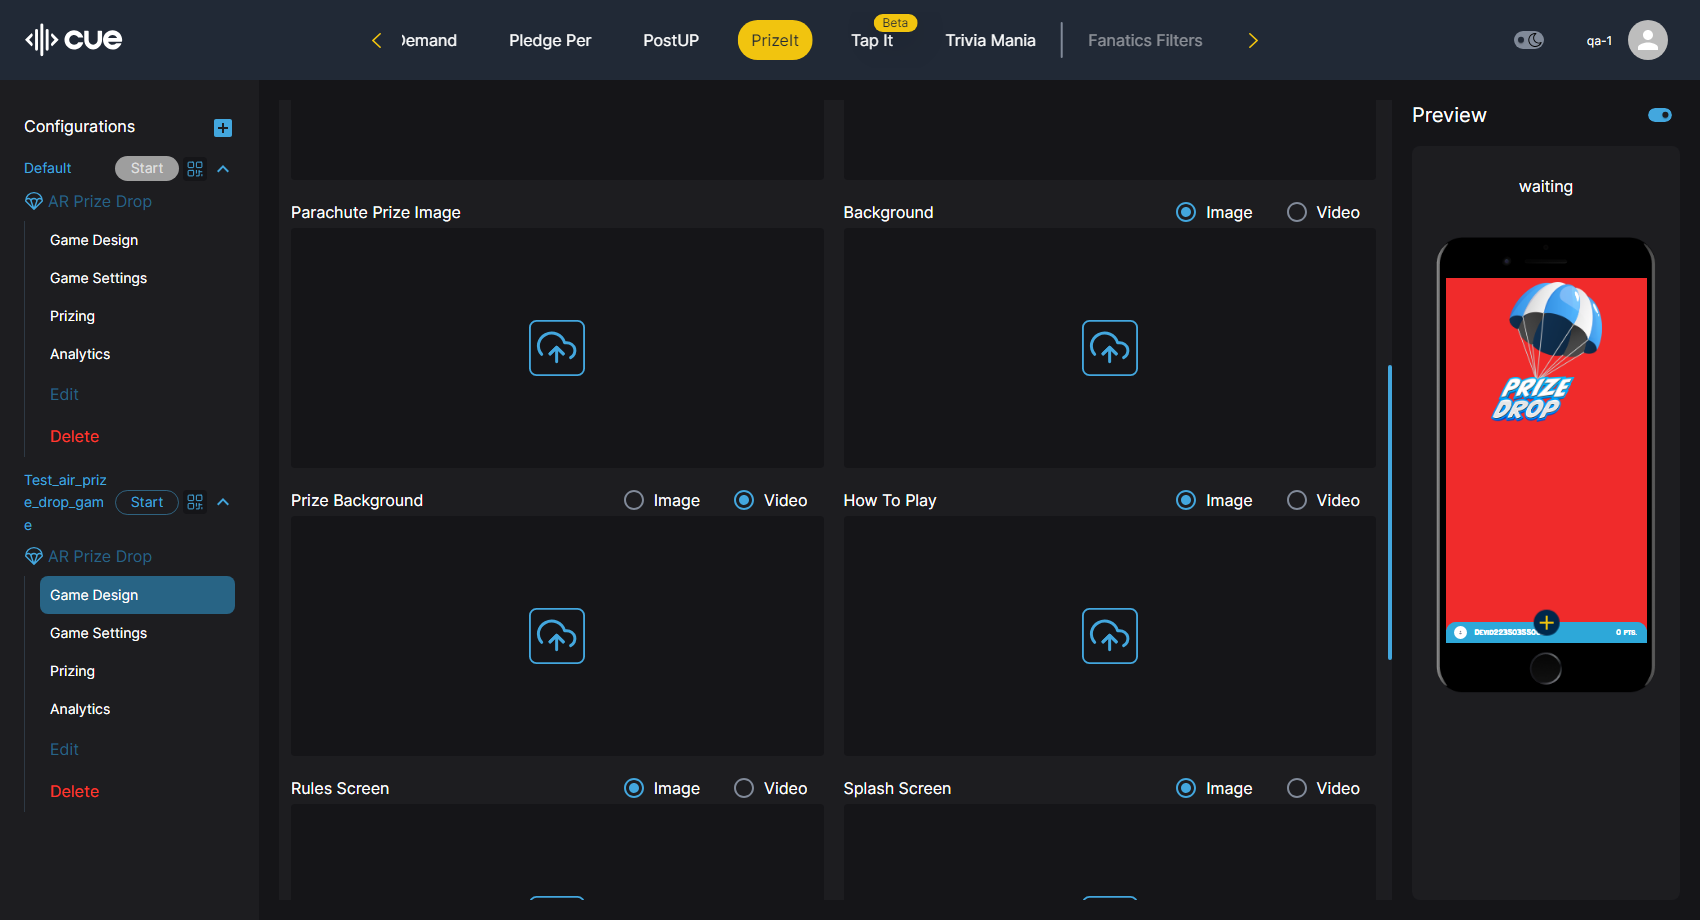 cue
Demand
Pledge Per
PostUP
PrizeIt
Beta
Tap It
Trivia Mania
Fanatics Filters
qa-1
Configurations
Default
Start
AR Prize Drop
Game Design
Game Settings
Prizing
Analytics
Edit
Delete
Test_air_priz
e_drop_gam
e
Start
AR Prize Drop
Game Design
Game Settings
Prizing
Analytics
Edit
Delete
Parachute Prize Image
Background
Image
Video
Prize Background
Image
Video
How To Play
Image
Video
Rules Screen
Image
Video
Splash Screen
Image
Video
Preview
waiting
PRIZE
DROP
0 PTS.